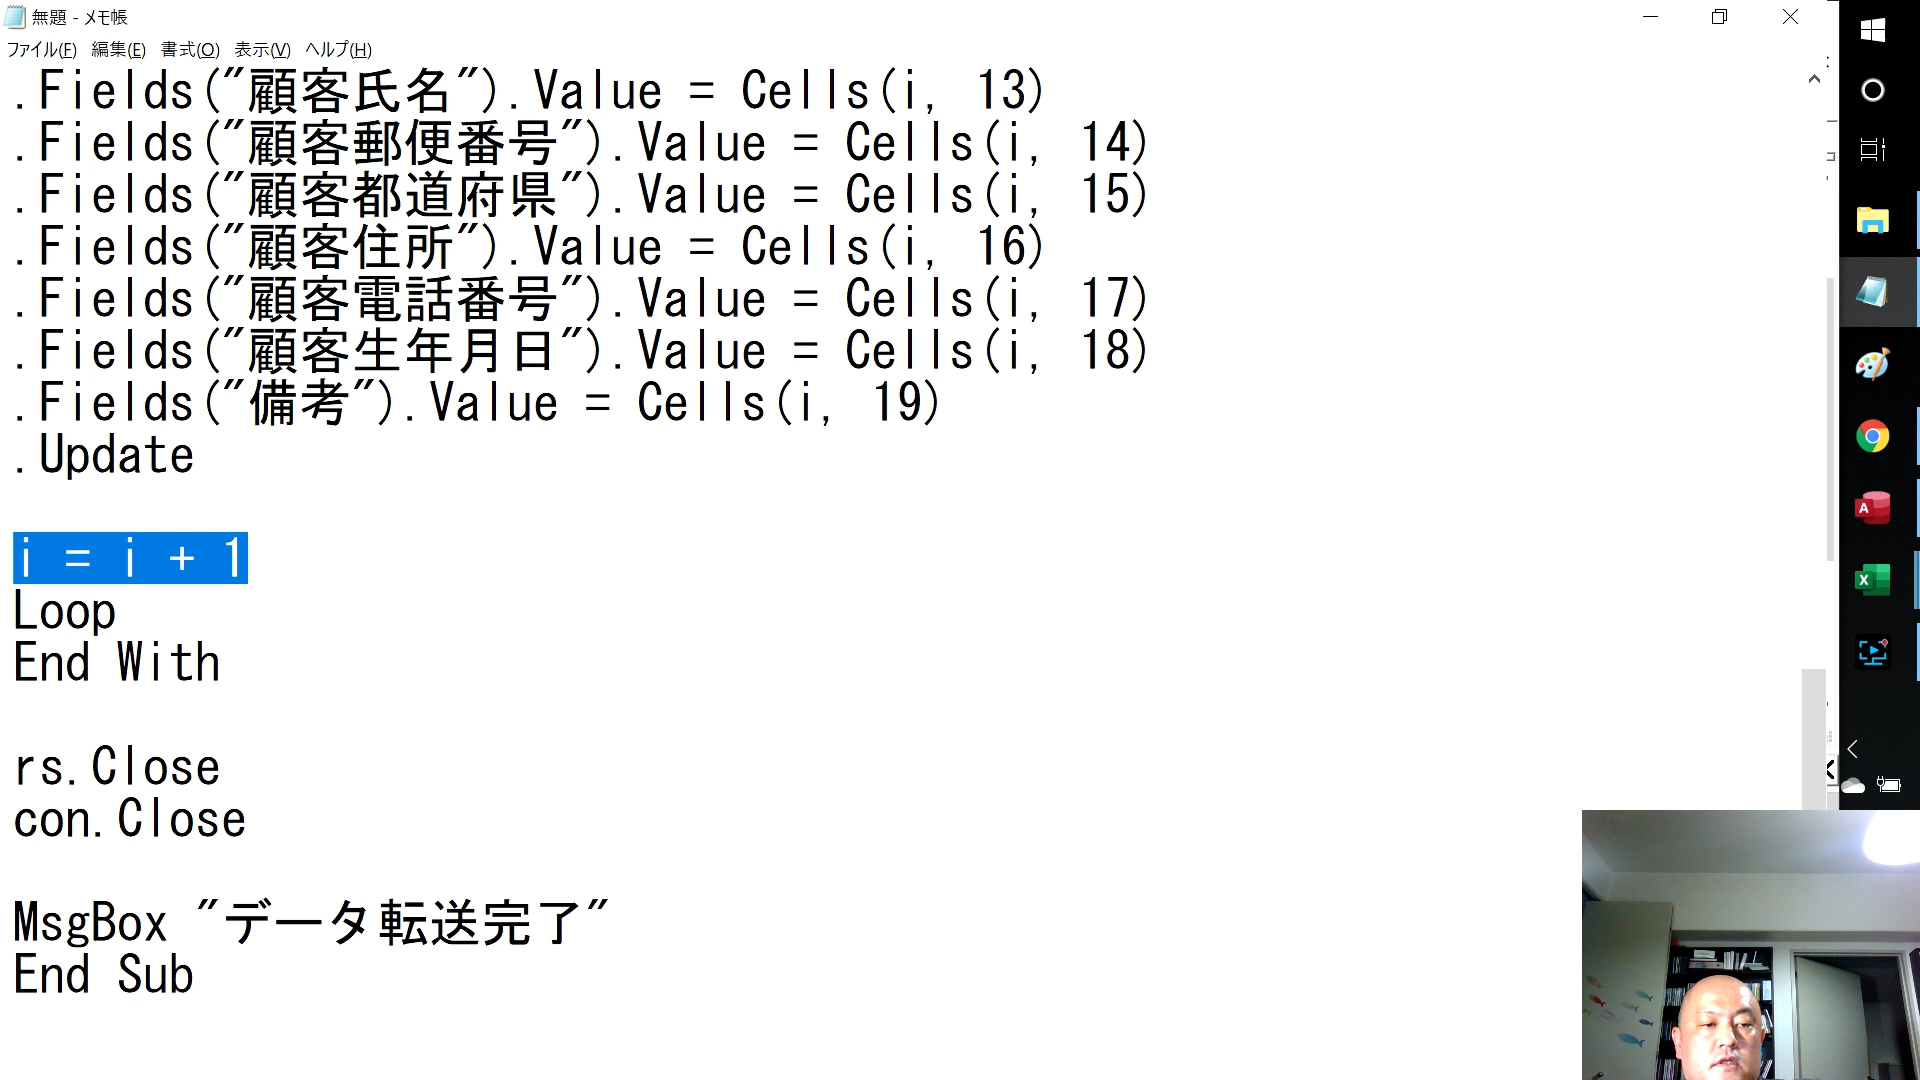 無題 - メモ帳
ファイル(F) 編集(E) 書式(O) 表示(V) ヘルプ(H)
.Fields("顧客氏名").Value = Cells(i, 13)
.Fields("顧客郵便番号").Value = Cells(i, 14)
.Fields("顧客都道府県").Value = Cells(i, 15)
.Fields("顧客住所").Value = Cells(i, 16)
.Fields("顧客電話番号").Value = Cells(i, 17)
.Fields("顧客生年月日").Value = Cells(i, 18)
.Fields("備考").Value = Cells(i, 19)
.Update
i = i + 1
Loop
End With
rs.Close
con.Close
MsgBox "データ転送完了"
End Sub